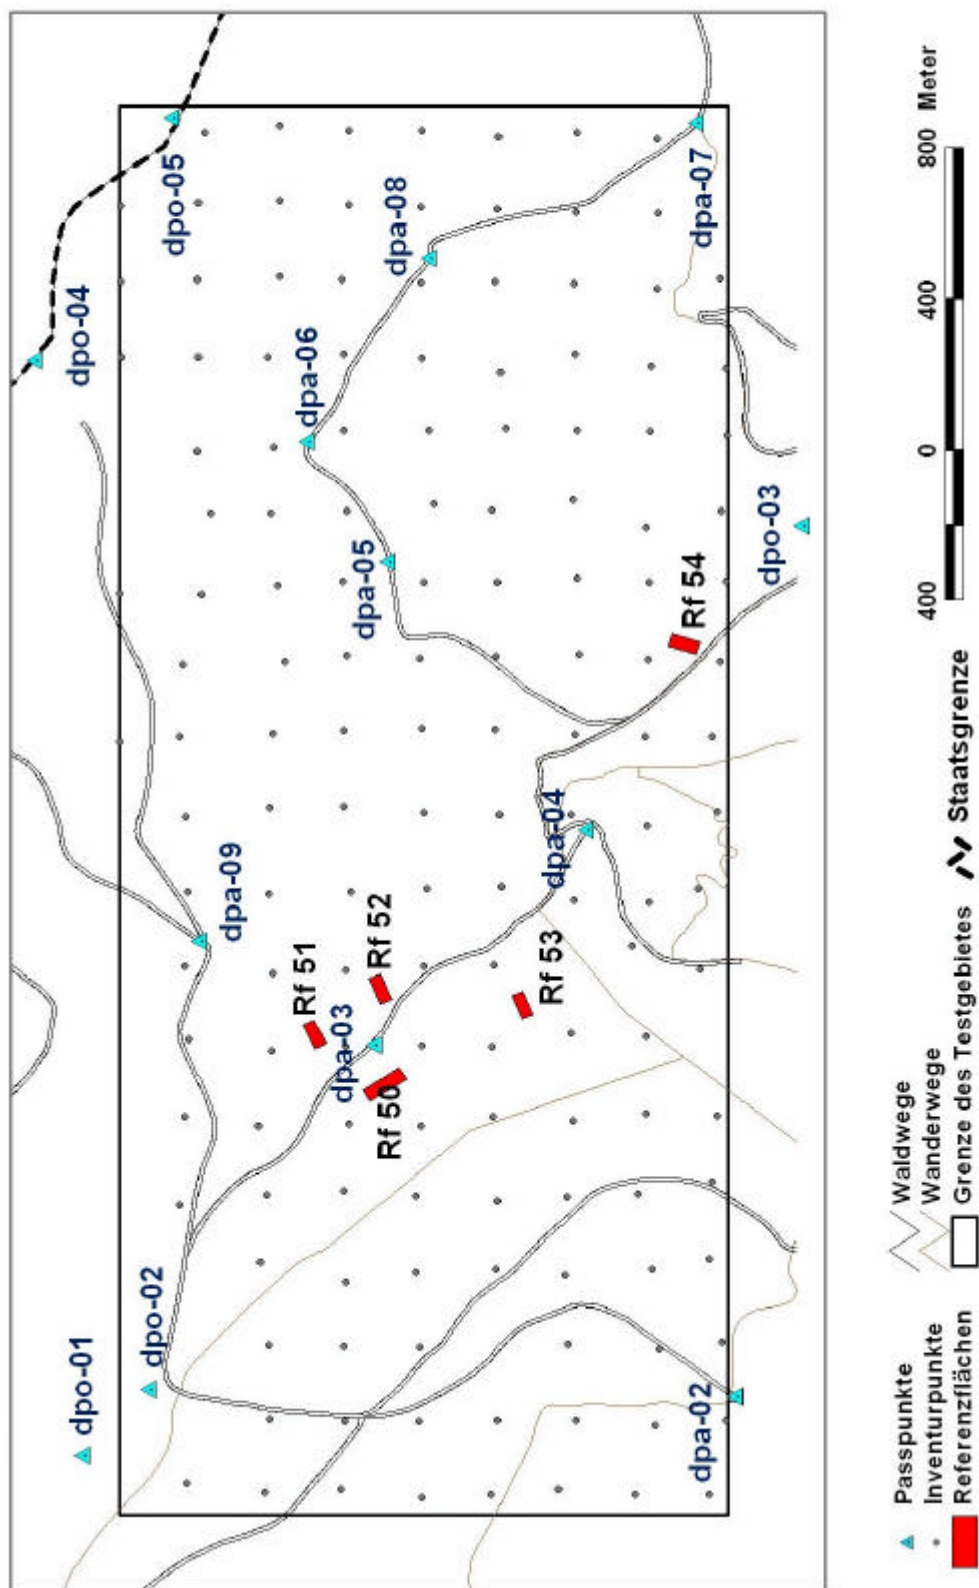 dpo-01
dpo-02
dpa-09
dpo-04
dpo-05
Rf 51
dpa-03
Rf 52
Rf 50
dpa-05
dpa-06
dpa-08
Rf 53
dpa-04
Rf 54
dpa-02
dpo-03
dpa-07
Passpunkte
Inventurpunkte
Referenzflächen
Waldwege
Wanderwege
Grenze des Testgebietes
Staatsgrenze
400 0 400 800 Meter